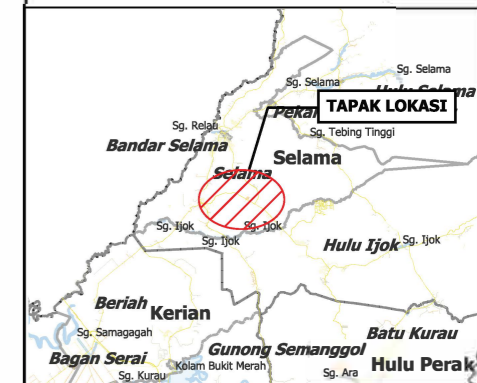 Sg. Selama
Sg. Selama
Hulu Selama
TAPAK LOKASI
Sg. Relau
Sg. Tebing Tinggi
Bandar Selama
Selama
Selama
Sg. Ijok
Sg. Ijok
Sg. Ijok
Hulu Ijok
Sg. Ijok
Beriah
Kerian
Sg. Samagagah
Batu Kurau
Bagan Serai
Gunong Semanggol
Kolam Bukit Merah
Hulu Perak
Sg. Kurau
Sg. Ara